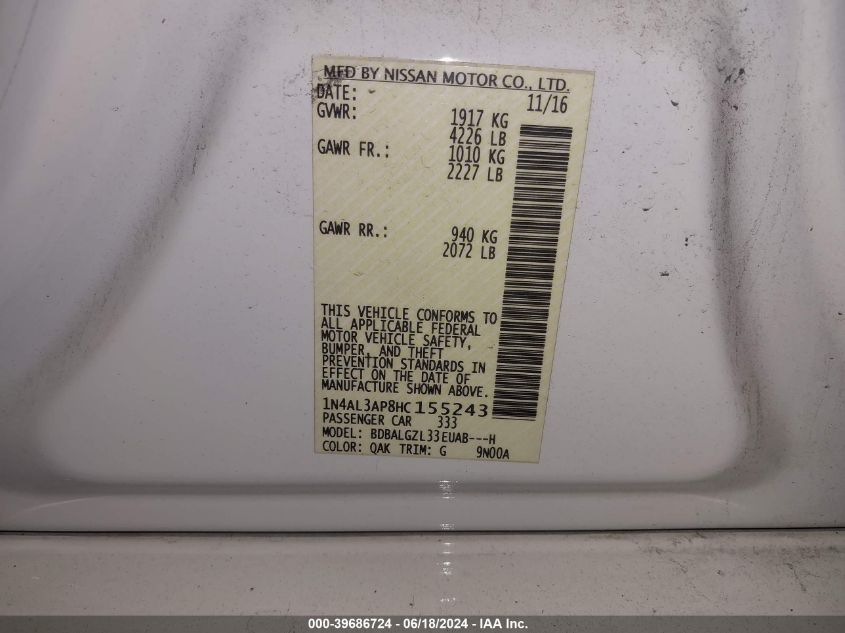 MFD BY NISSAN MOTOR CO., LTD.
DATE: 11/16
GVWR: 1917 KG
4226 LB
GAWR FR.: 1010 KG
2227 LB
GAWR RR.: 940 KG
2072 LB
THIS VEHICLE CONFORMS TO
ALL APPLICABLE FEDERAL
MOTOR VEHICLE SAFETY,
BUMPER, AND THEFT
PREVENTION STANDARDS IN
EFFECT ON THE DATE OF
MANUFACTURE SHOWN ABOVE.
1N4AL3AP8HC155243
PASSENGER CAR 333
MODEL: BDBALGZL33EUAB---H
COLOR: QAK TRIM: G 9N00A
000-39686724 - 06/18/2024 - IAA Inc.